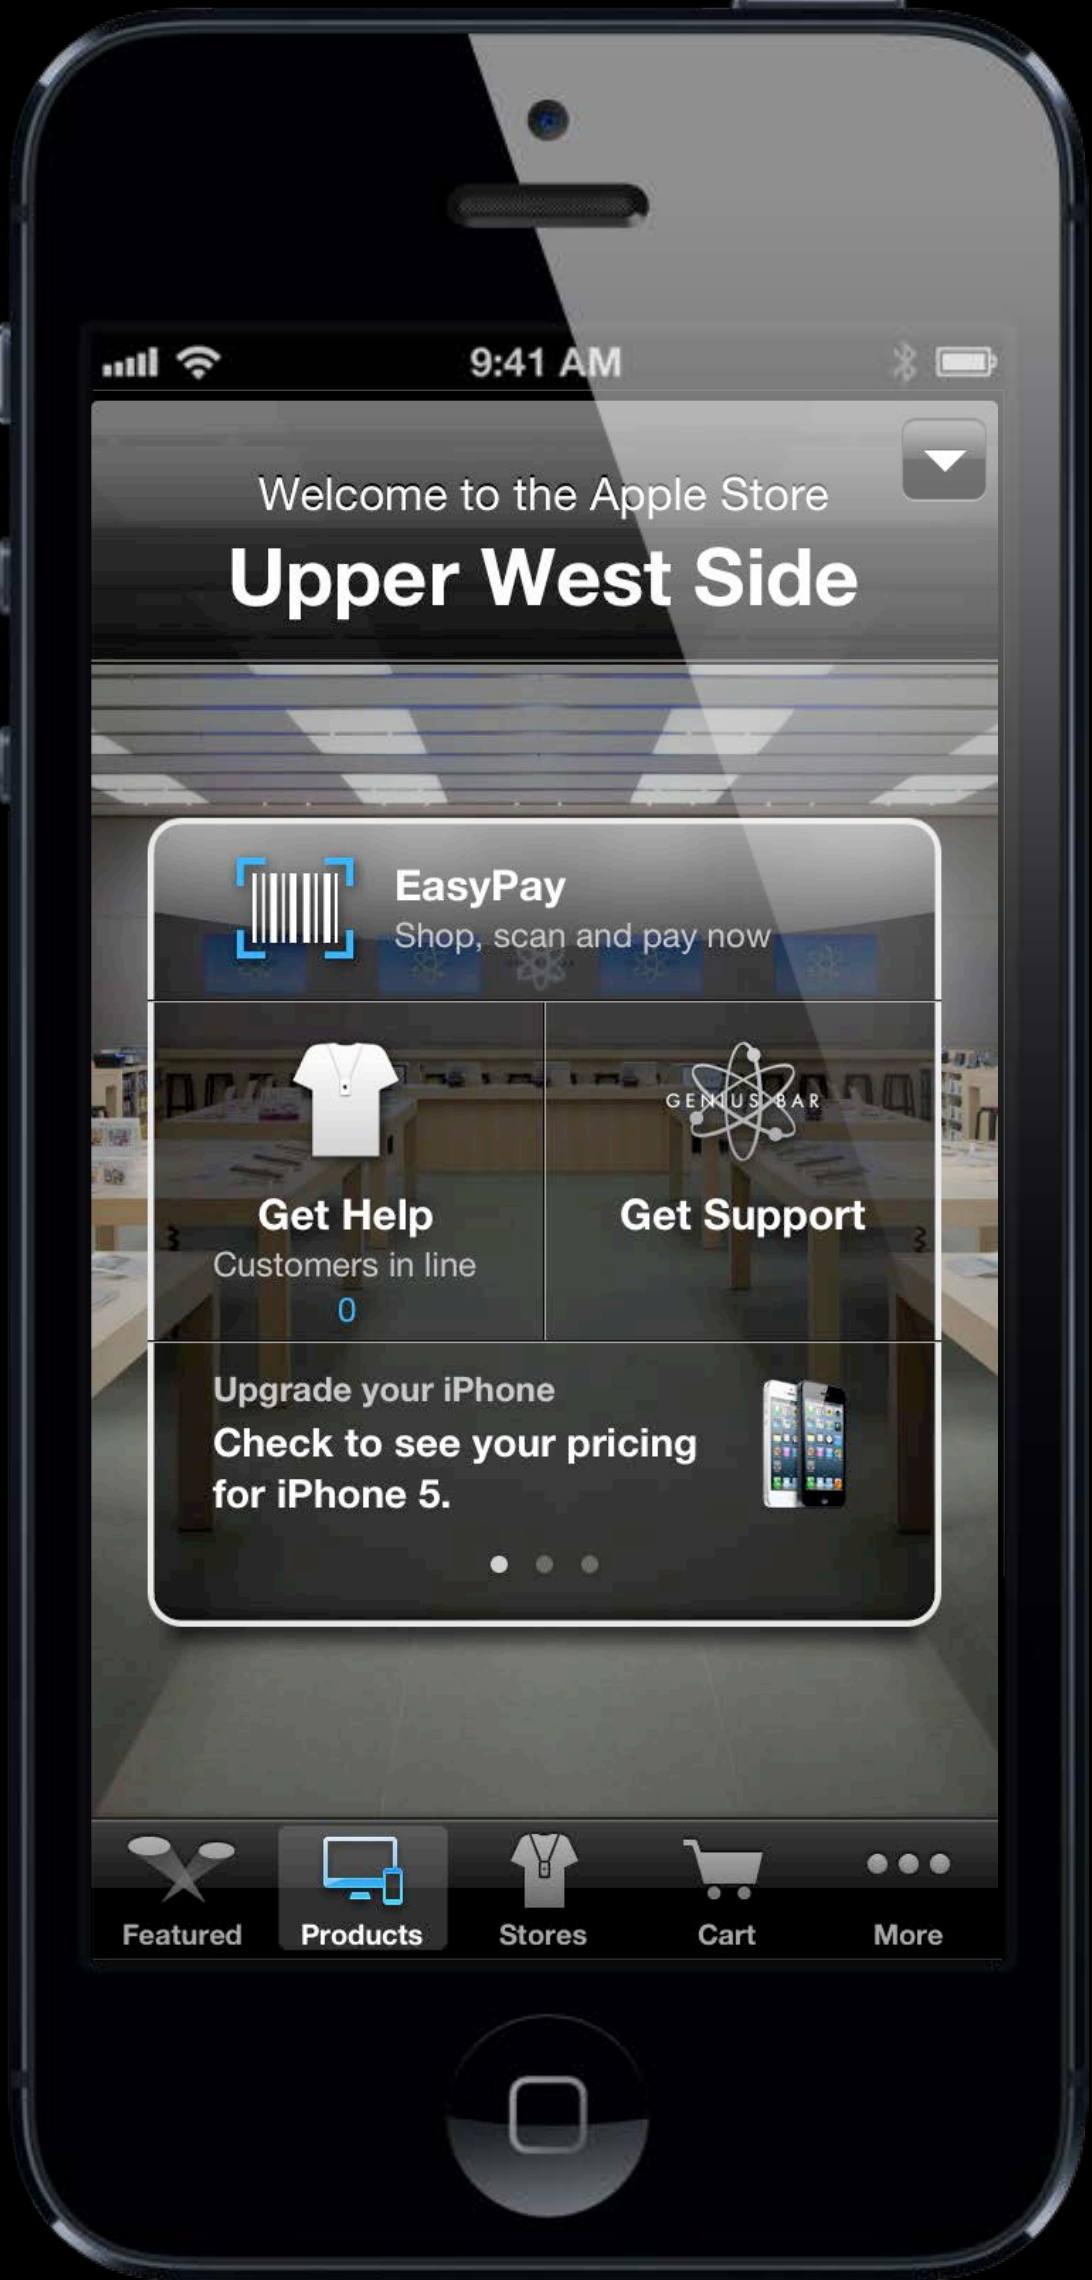 9:41 AM
Welcome to the Apple Store
Upper West Side
EasyPay
Shop, scan and pay now
GENIUS BAR
Get Help
Get Support
Customers in line
0
Upgrade your iPhone
Check to see your pricing
for iPhone 5.
Featured
Products
Stores
Cart
More